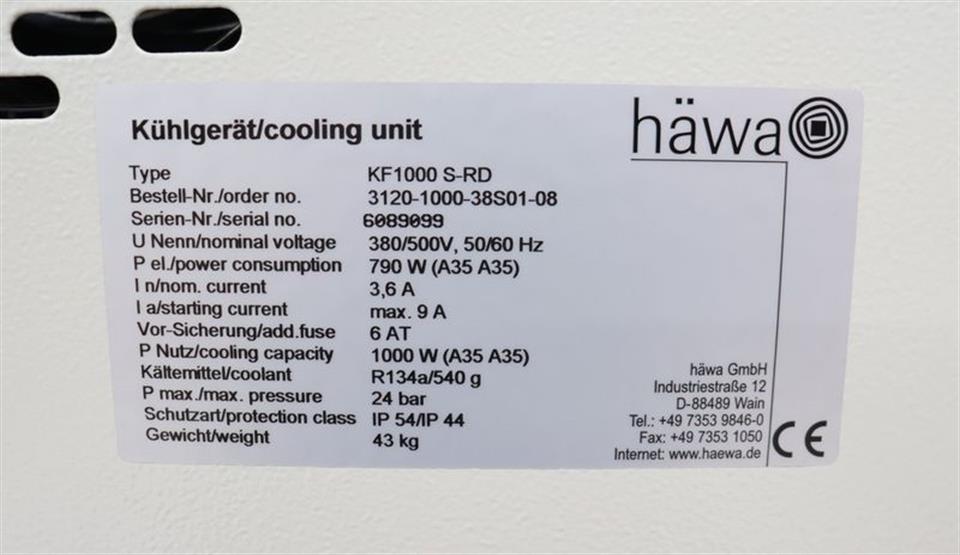 Kühlgerät/cooling unit
häwa
Type KF1000 S-RD
Bestell-Nr./order no. 3120-1000-38S01-08
Serien-Nr./serial no. 6089099
U Nenn/nominal voltage 380/500V, 50/60 Hz
P el./power consumption 790 W (A35 A35)
I n/nom. current 3,6 A
I a/starting current max. 9 A
Vor-Sicherung/add.fuse 6 AT
P Nutz/cooling capacity 1000 W (A35 A35)
Kältemittel/coolant R134a/540 g
P max./max. pressure 24 bar
Schutzart/protection class IP 54/IP 44
Gewicht/weight 43 kg
häwa GmbH
Industriestraße 12
D-88489 Wain
Tel.: +49 7353 9846-0
Fax: +49 7353 1050
Internet: www.haewa.de
CE